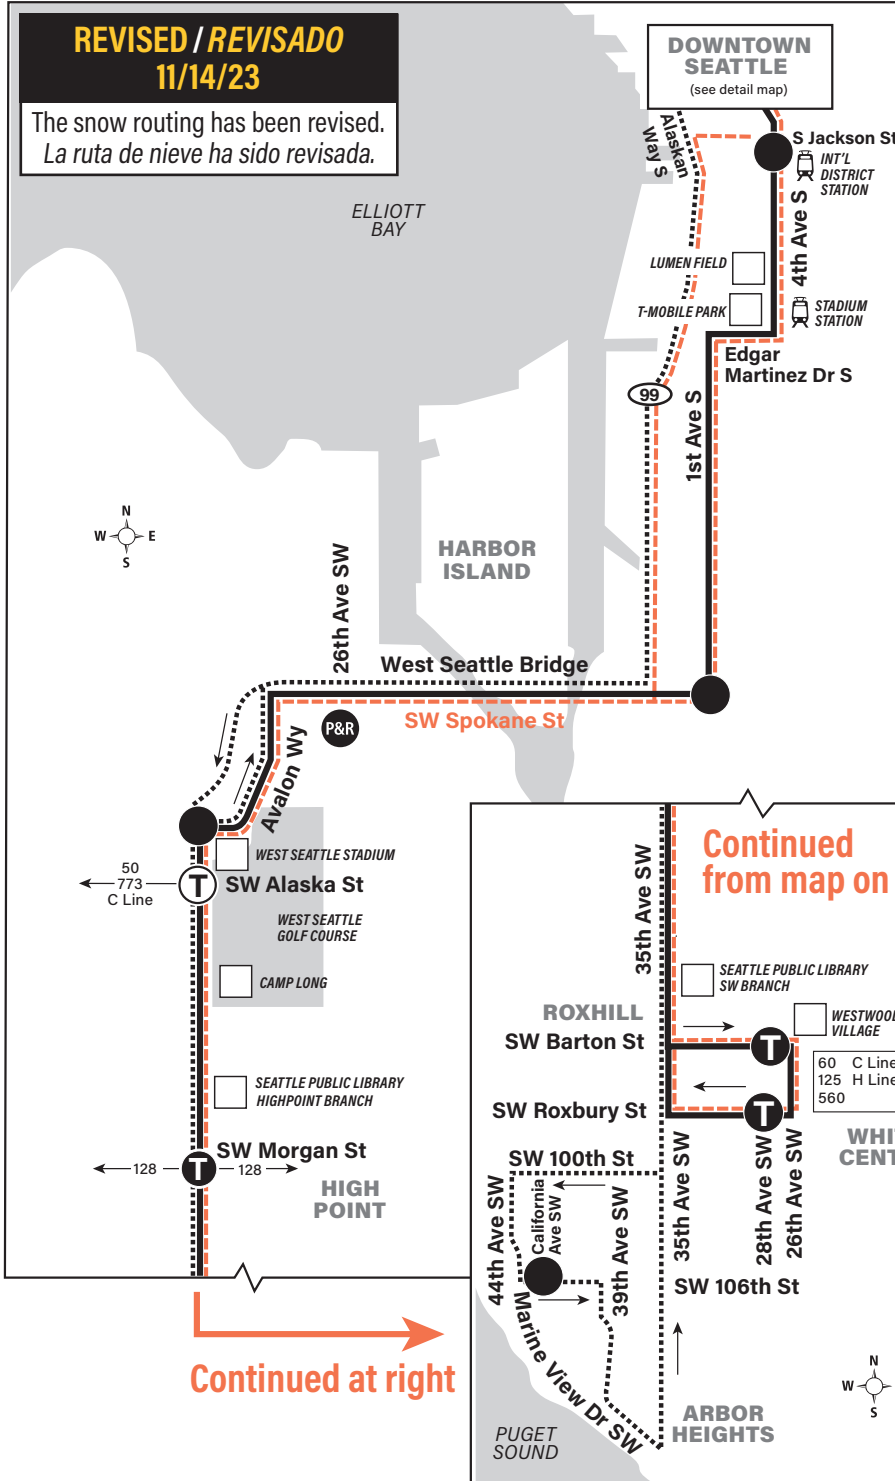 REVISED / REVISADO
11/14/23
The snow routing has been revised.
La ruta de nieve ha sido revisada.
DOWNTOWN
SEATTLE
(see detail map)
Alaskan
Way S
S Jackson St
INT'L
DISTRICT
STATION
4th Ave S
ELLIOTT
BAY
LUMEN FIELD
T-MOBILE PARK
STADIUM
STATION
Edgar
Martinez Dr S
99
1st Ave S
N
W E
S
HARBOR
ISLAND
26th Ave SW
West Seattle Bridge
SW Spokane St
P&R
Avalon Wy
WEST SEATTLE STADIUM
50
773
C Line
T
SW Alaska St
WEST SEATTLE
GOLF COURSE
CAMP LONG
SEATTLE PUBLIC LIBRARY
HIGHPOINT BRANCH
SW Morgan St
128
T
128
HIGH
POINT
Continued at right
Continued
from map on
35th Ave SW
SEATTLE PUBLIC LIBRARY
SW BRANCH
ROXHILL
WESTWOOD
VILLAGE
SW Barton St
T
60 C Line
125 H Line
560
SW Roxbury St
T
WHI
CENT
SW 100th St
35th Ave SW
28th Ave SW
26th Ave SW
44th Ave SW
California
Ave SW
39th Ave SW
SW 106th St
Marine View Dr SW
ARBOR
HEIGHTS
PUGET
SOUND
N
W
S